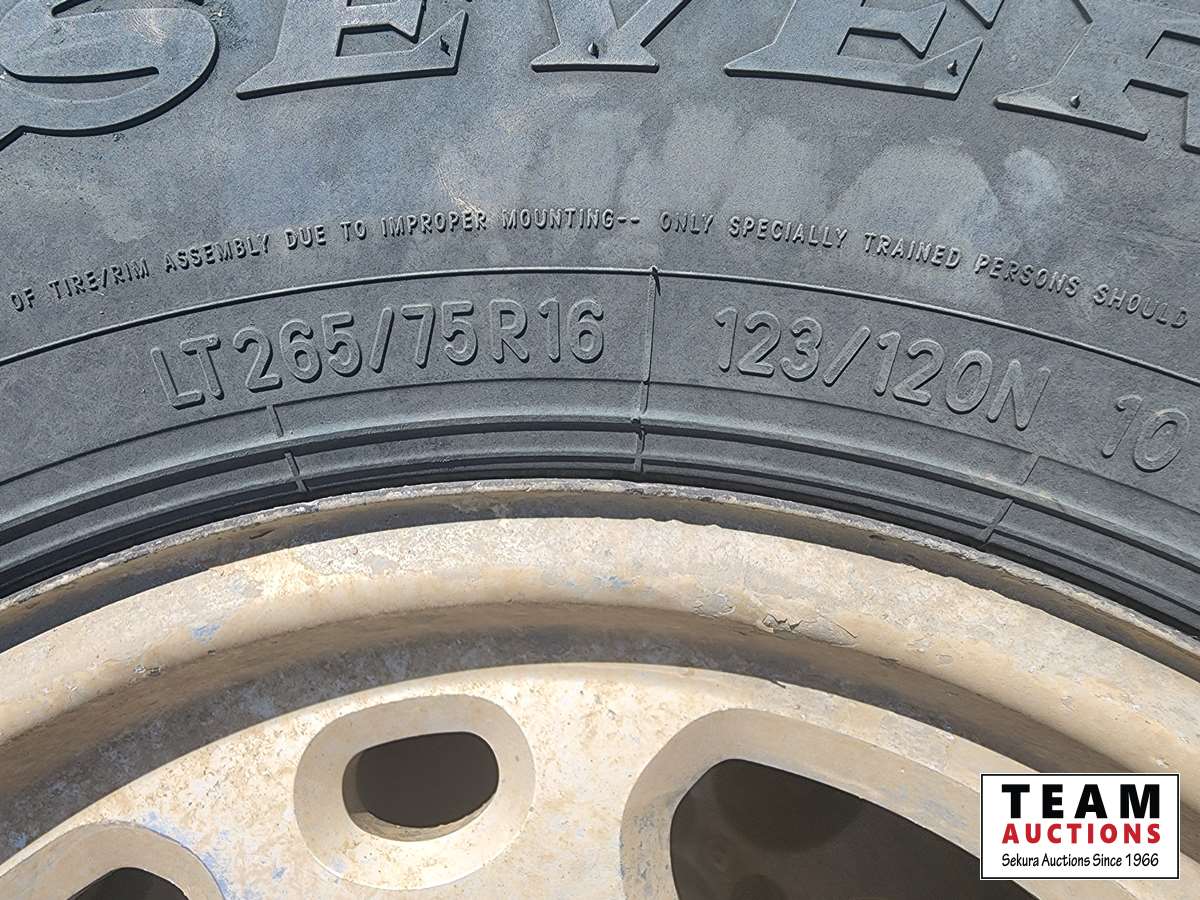 SEVER
OF TIRE/RIM ASSEMBLY DUE TO IMPROPER MOUNTING-- ONLY SPECIALLY TRAINED PERSONS SHOULD
LT265/75R16 123/120N 10
TEAM
AUCTIONS
Sekura Auctions Since 1966